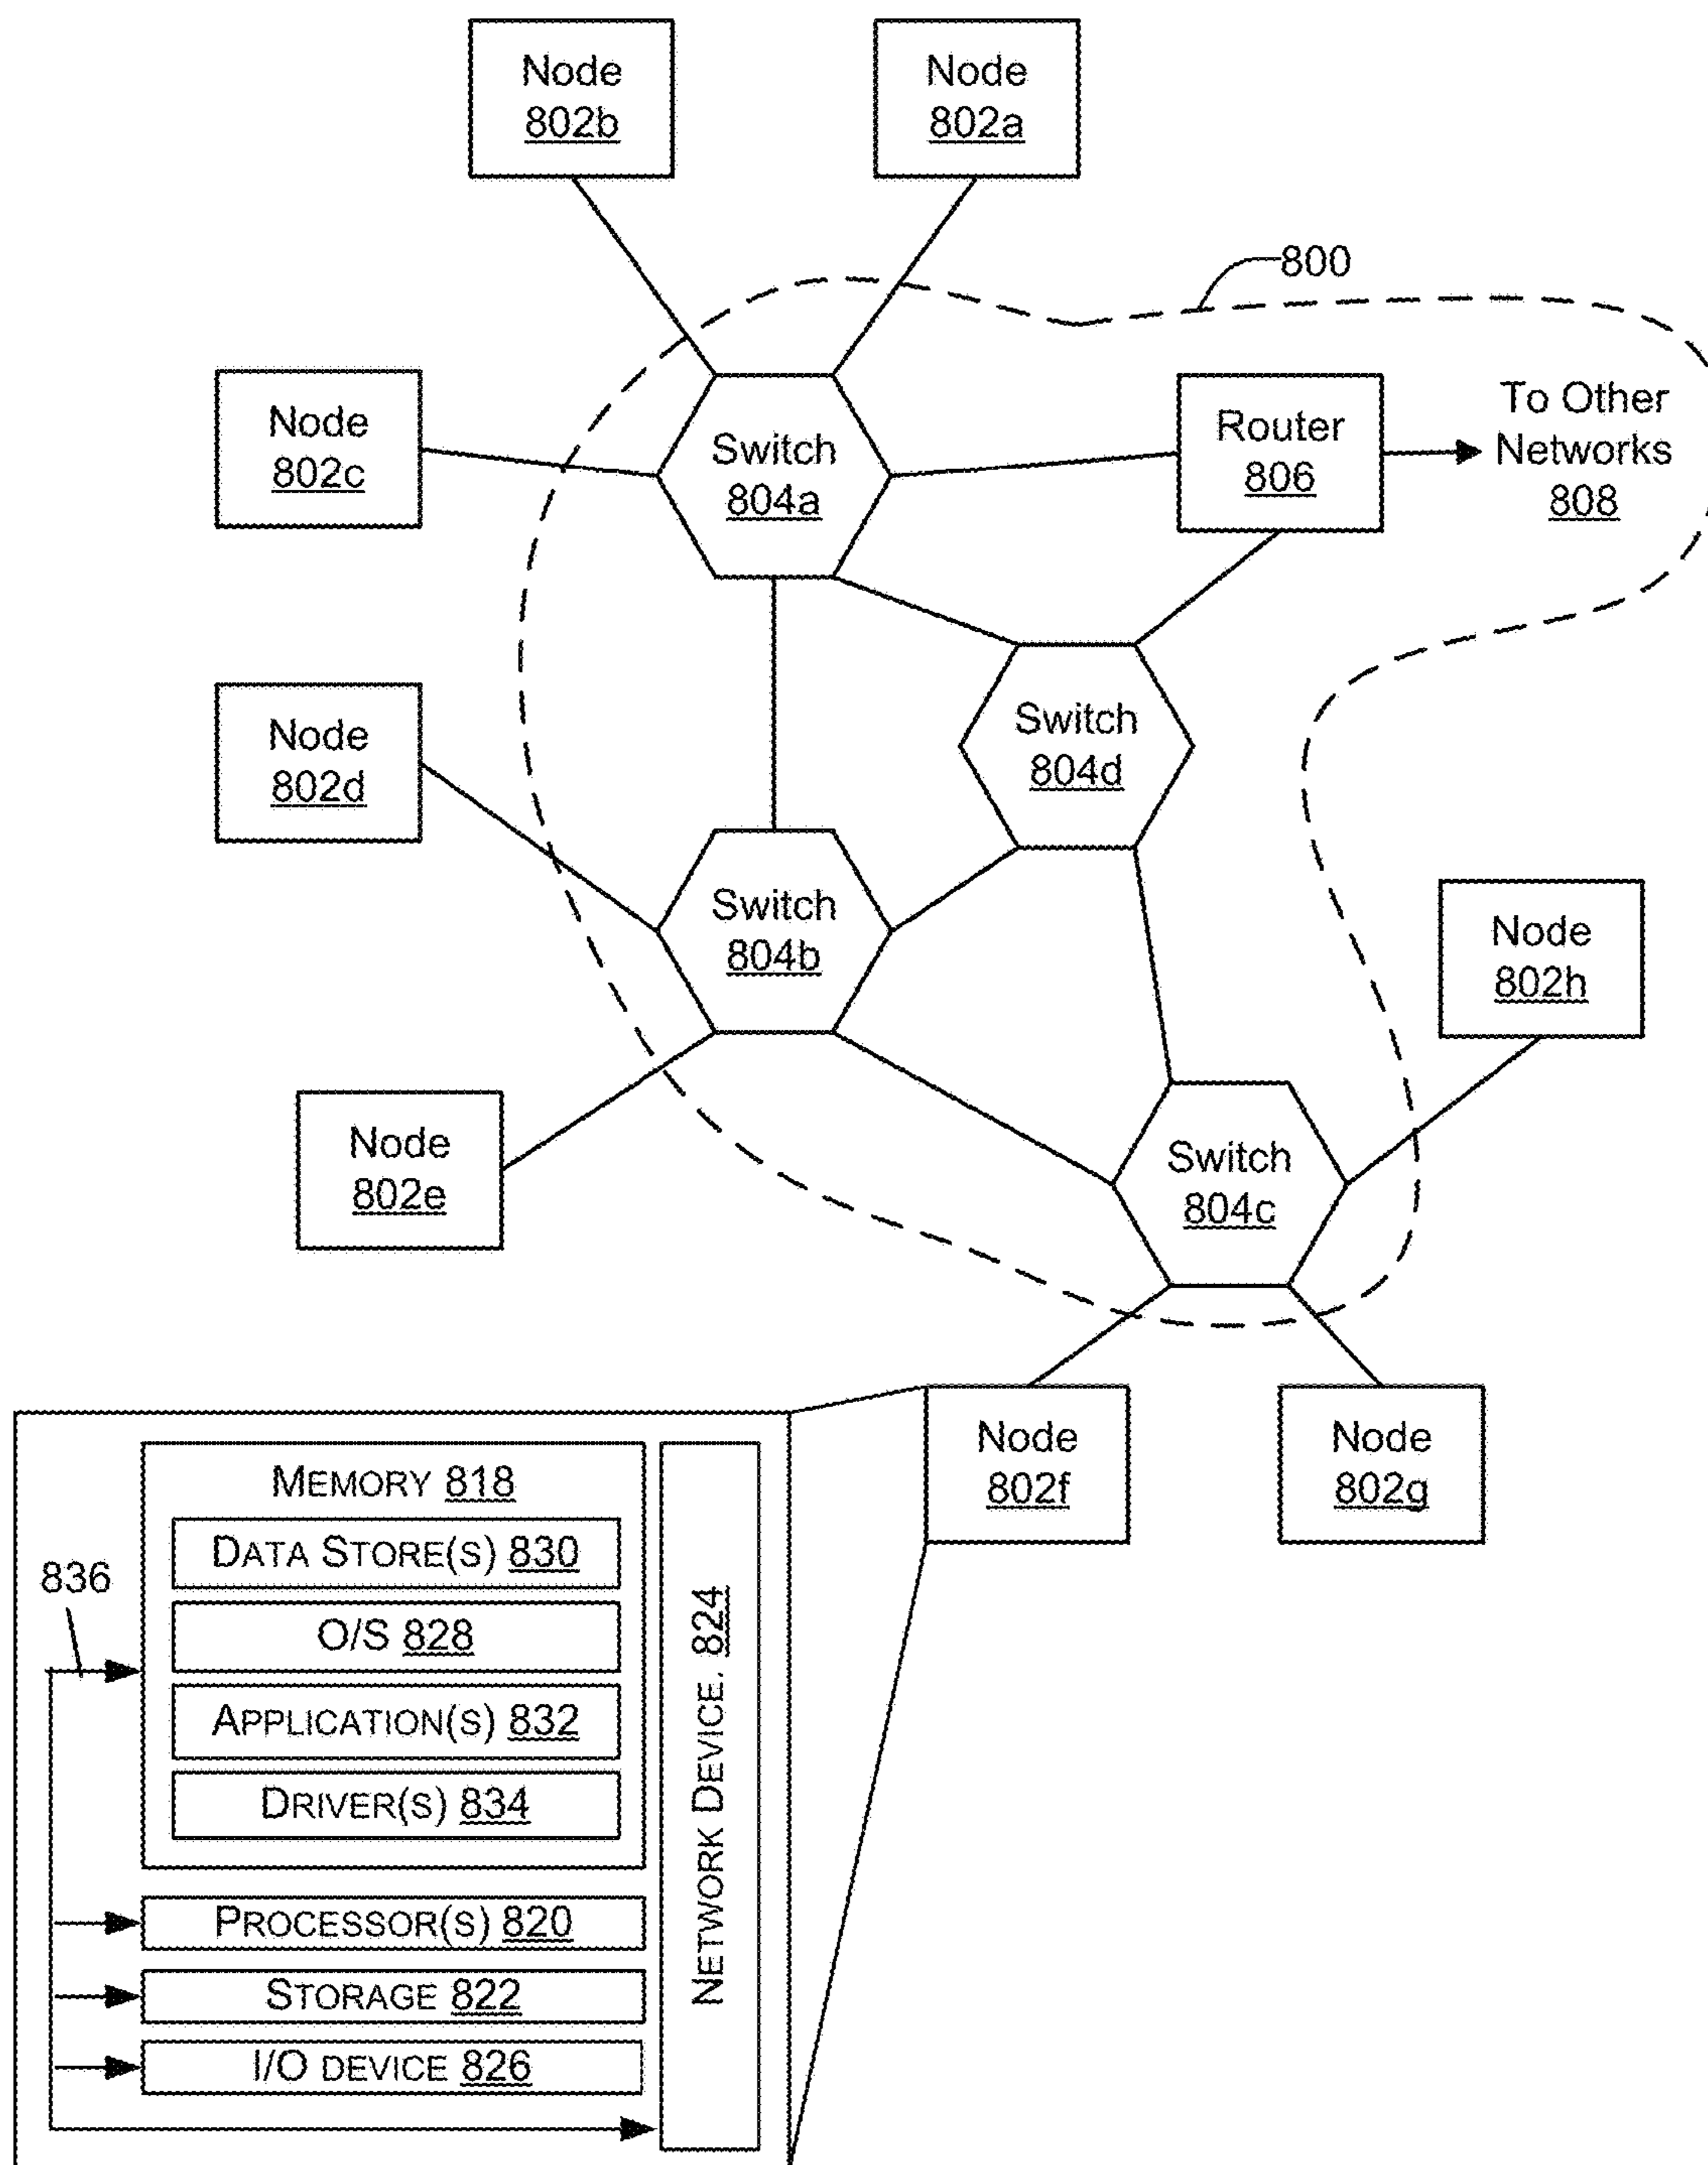 Node
802b
Node
802a
800
Node
802c
Switch
804a
Router
806
To Other
Networks
808
Node
802d
Switch
804d
Switch
804b
Node
802h
Node
802e
Switch
804c
Node
802f
Node
802g
MEMORY 818
DATA STORE(S) 830
O/S 828
APPLICATION(S) 832
DRIVER(S) 834
836
PROCESSOR(S) 820
STORAGE 822
I/O DEVICE 826
NETWORK DEVICE. 824